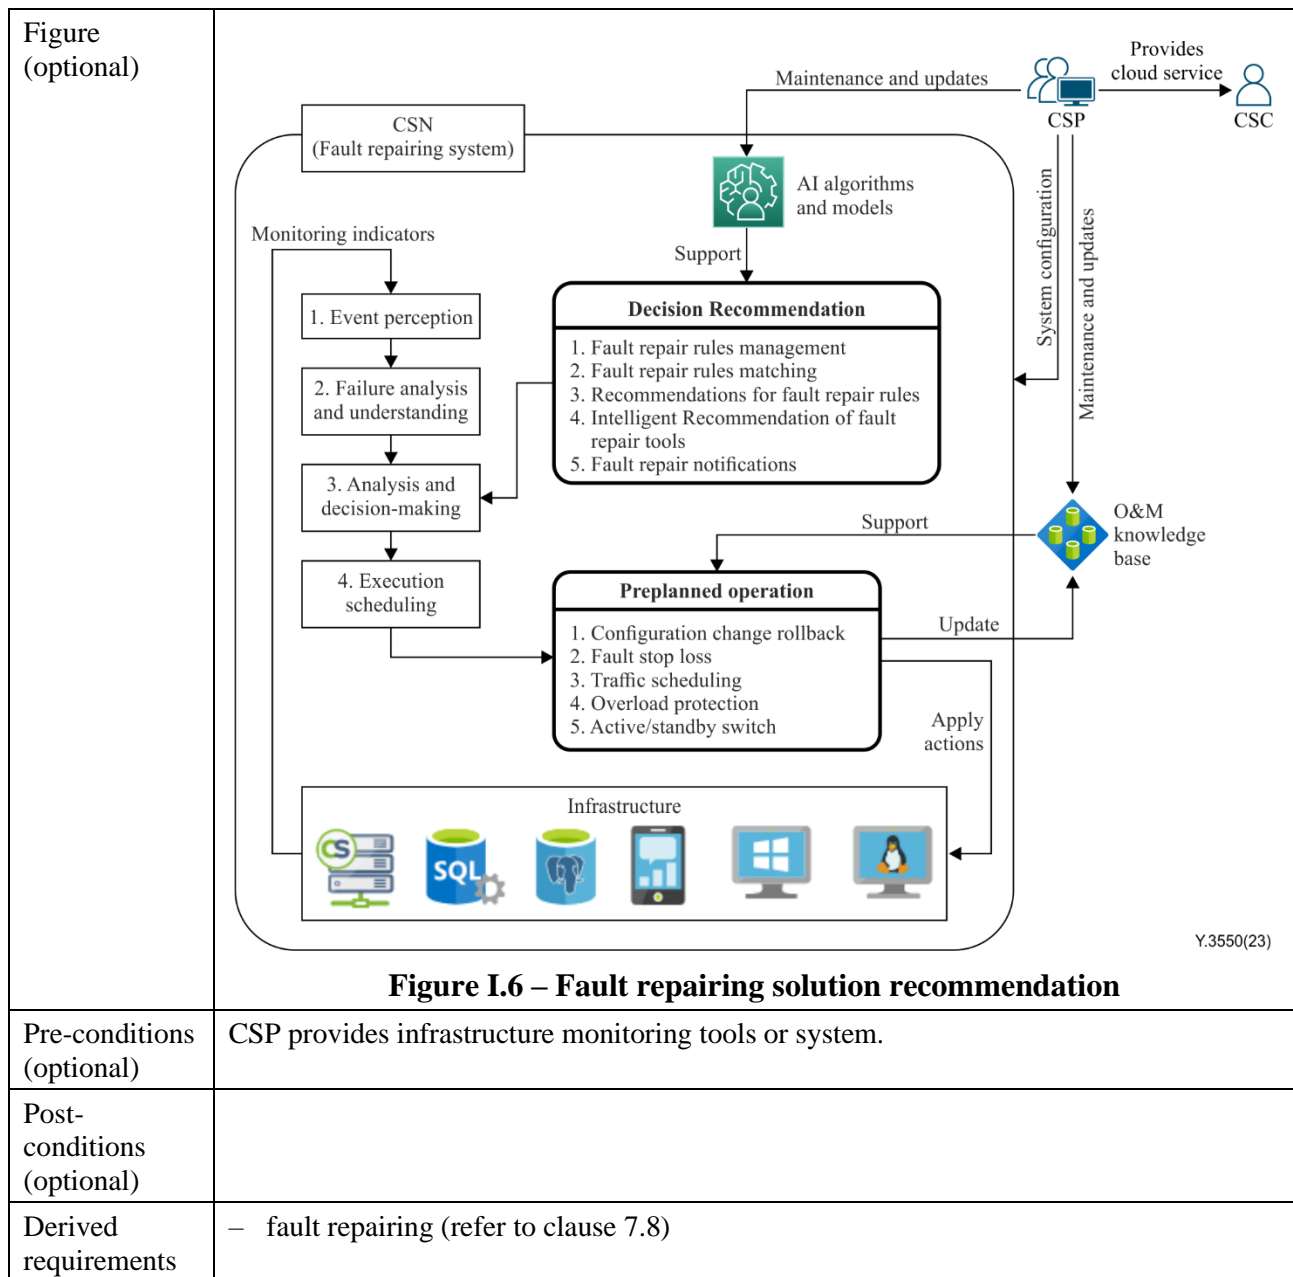 Figure
(optional)
Provides
cloud service
Maintenance and updates
CSP
CSC
CSN
(Fault repairing system)
AI algorithms
and models
System configuration
Maintenance and updates
Monitoring indicators
Support
1. Event perception
Decision Recommendation
1. Fault repair rules management
2. Fault repair rules matching
3. Recommendations for fault repair rules
4. Intelligent Recommendation of fault
repair tools
5. Fault repair notifications
2. Failure analysis
and understanding
3. Analysis and
decision-making
Support
O&M
knowledge
base
4. Execution
scheduling
Preplanned operation
1. Configuration change rollback
2. Fault stop loss
3. Traffic scheduling
4. Overload protection
5. Active/standby switch
Update
Apply
actions
Infrastructure
CS
SQL
Y.3550(23)
Figure I.6 – Fault repairing solution recommendation
Pre-conditions
(optional)
CSP provides infrastructure monitoring tools or system.
Post-
conditions
(optional)
Derived
requirements
– fault repairing (refer to clause 7.8)